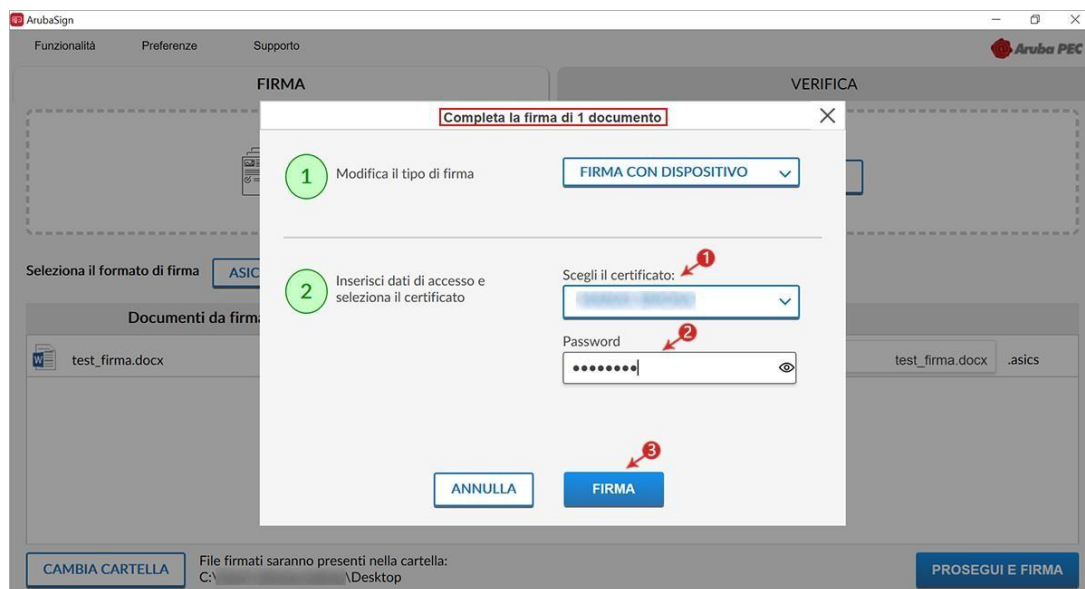 ArubaSign
Funzionalità Preferenze Supporto
Aruba PEC
FIRMA VERIFICA
Completa la firma di 1 documento
1 Modifica il tipo di firma FIRMA CON DISPOSITIVO
1
Scegli il certificato:
2 Inserisci dati di accesso e
seleziona il certificato
2
Password
Seleziona il formato di firma
Documenti da
test_firma.docx test_firma.docx .asics
3
ANNULLA FIRMA
CAMBIA CARTELLA
File firmati saranno presenti nella cartella:
C:\ \Desktop
PROSEGUI E FIRMA